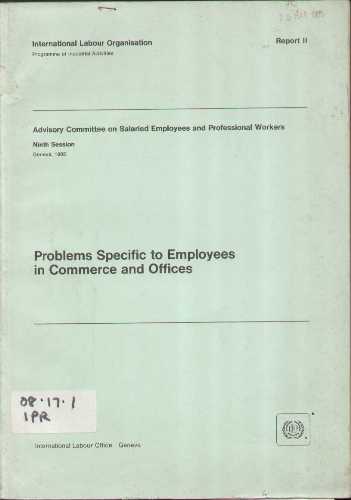 International Labour Organisation
Report II
Programme of Industrial Activities
Advisory Committee on Salaried Employees and Professional Workers
Ninth Session
Geneva, 1985
Problems Specific to Employees
in Commerce and Offices
08.17.1
IPR
International Labour Office Geneva